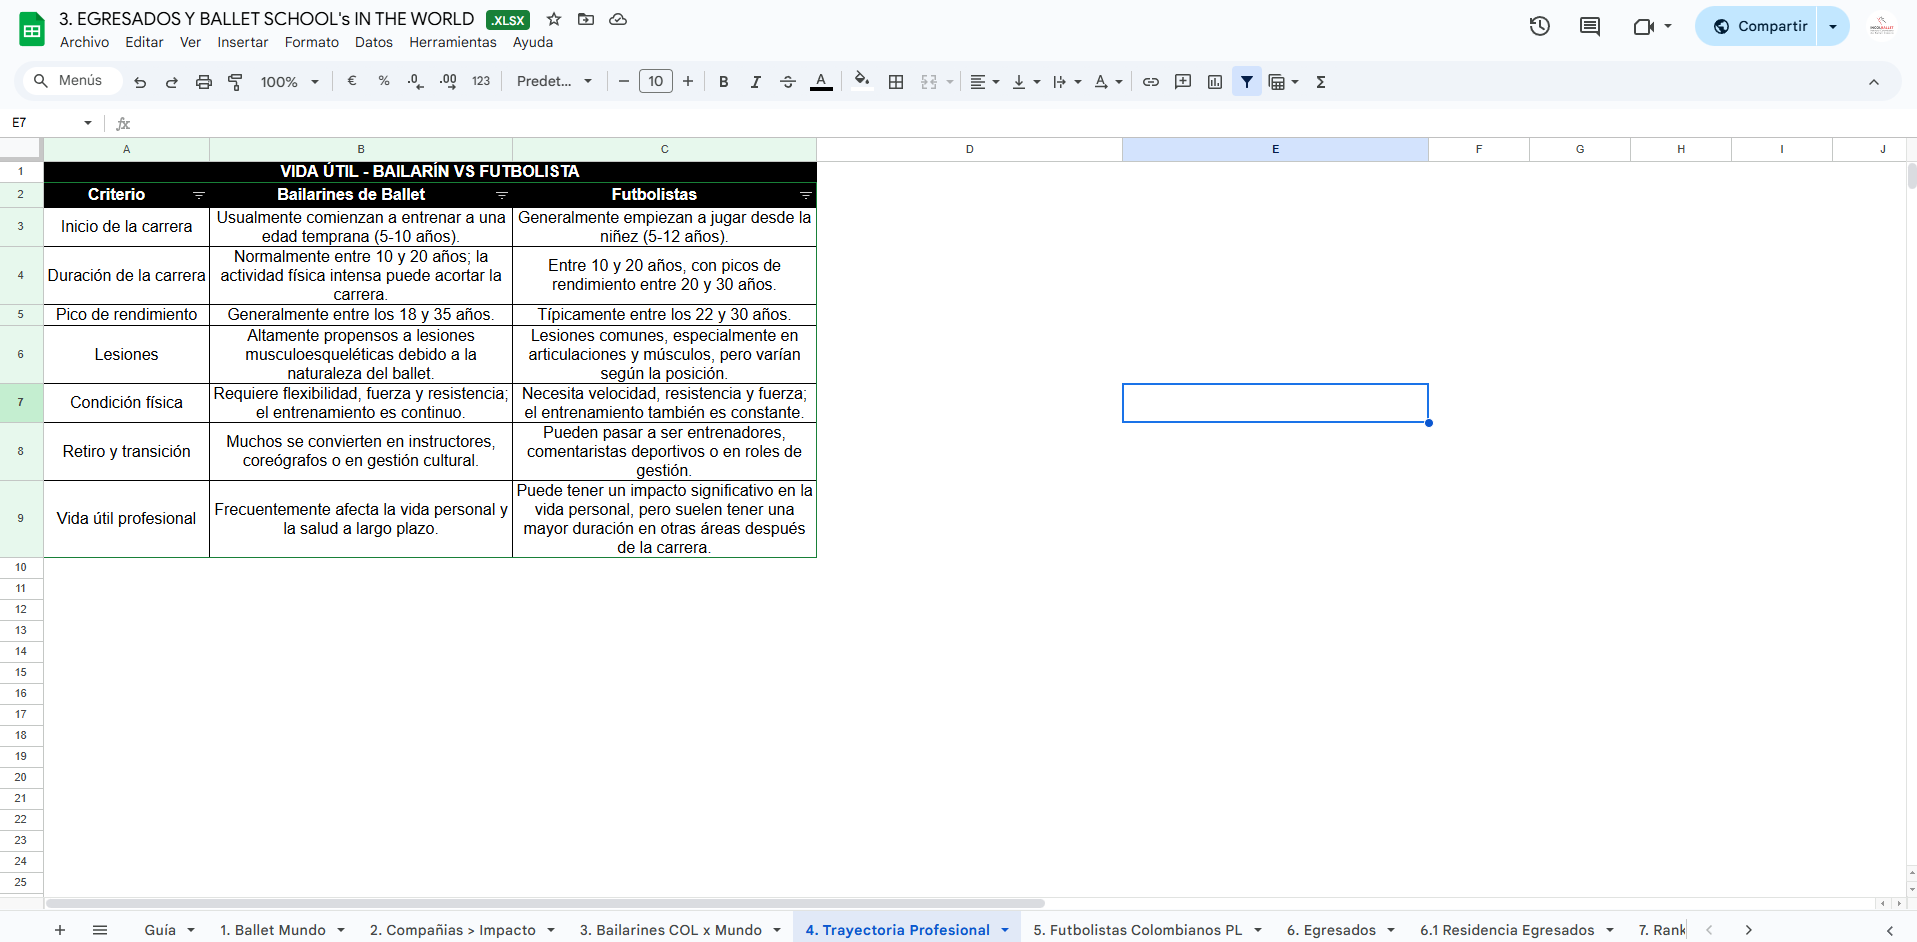 3. EGRESADOS Y BALLET SCHOOL's IN THE WORLD .XLSX
Archivo Editar Ver Insertar Formato Datos Herramientas Ayuda
Compartir
Menús 100% € % .0 .00 123 Predet... − 10 + B I S A Σ
E7 fx
A B C D E F G H I J
1 VIDA ÚTIL - BAILARÍN VS FUTBOLISTA
2 Criterio Bailarines de Ballet Futbolistas
3 Inicio de la carrera
Usualmente comienzan a entrenar a una
edad temprana (5-10 años).
Generalmente empiezan a jugar desde la
niñez (5-12 años).
4 Duración de la carrera
Normalmente entre 10 y 20 años; la
actividad física intensa puede acortar la
carrera.
Entre 10 y 20 años, con picos de
rendimiento entre 20 y 30 años.
5 Pico de rendimiento Generalmente entre los 18 y 35 años. Típicamente entre los 22 y 30 años.
6 Lesiones
Altamente propensos a lesiones
musculoesqueléticas debido a la
naturaleza del ballet.
Lesiones comunes, especialmente en
articulaciones y músculos, pero varían
según la posición.
7 Condición física
Requiere flexibilidad, fuerza y resistencia;
el entrenamiento es continuo.
Necesita velocidad, resistencia y fuerza;
el entrenamiento también es constante.
8 Retiro y transición
Muchos se convierten en instructores,
coreógrafos o en gestión cultural.
Pueden pasar a ser entrenadores,
comentaristas deportivos o en roles de
gestión.
9 Vida útil profesional
Frecuentemente afecta la vida personal y
la salud a largo plazo.
Puede tener un impacto significativo en la
vida personal, pero suelen tener una
mayor duración en otras áreas después
de la carrera.
10
11
12
13
14
15
16
17
18
19
20
21
22
23
24
25
+ Guía 1. Ballet Mundo 2. Compañias > Impacto 3. Bailarines COL x Mundo 4. Trayectoria Profesional 5. Futbolistas Colombianos PL 6. Egresados 6.1 Residencia Egresados 7. Rank